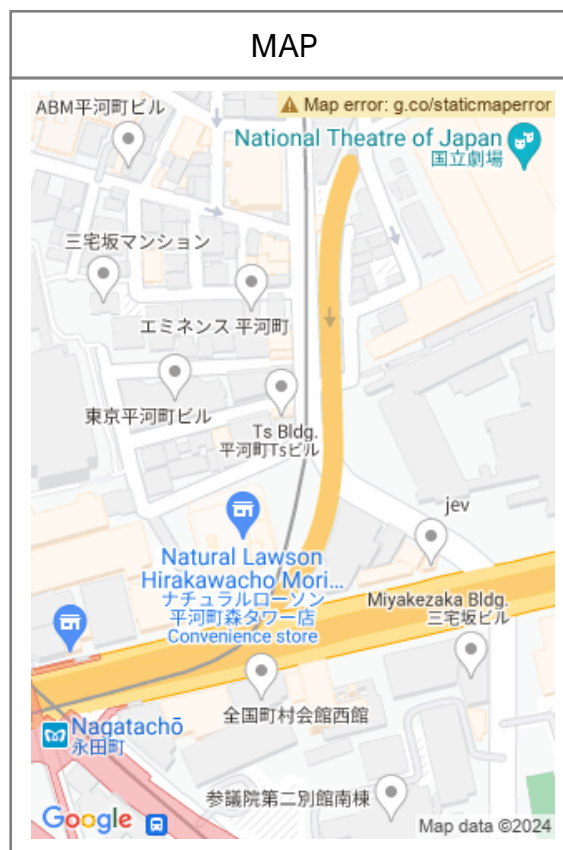 MAP
ABM平河町ビル
Map error: g.co/staticmaperror
National Theatre of Japan
国立劇場
三宅坂マンション
エミネンス 平河町
東京平河町ビル
Ts Bldg.
平河町Tsビル
jev
Natural Lawson
Hirakawacho Mori...
ナチュラルローソン
平河町森タワー店
Convenience store
Miyakezaka Bldg.
三宅坂ビル
全国町村会館西館
Nagatachō
永田町
参議院第二別館南棟
Google
Map data ©2024